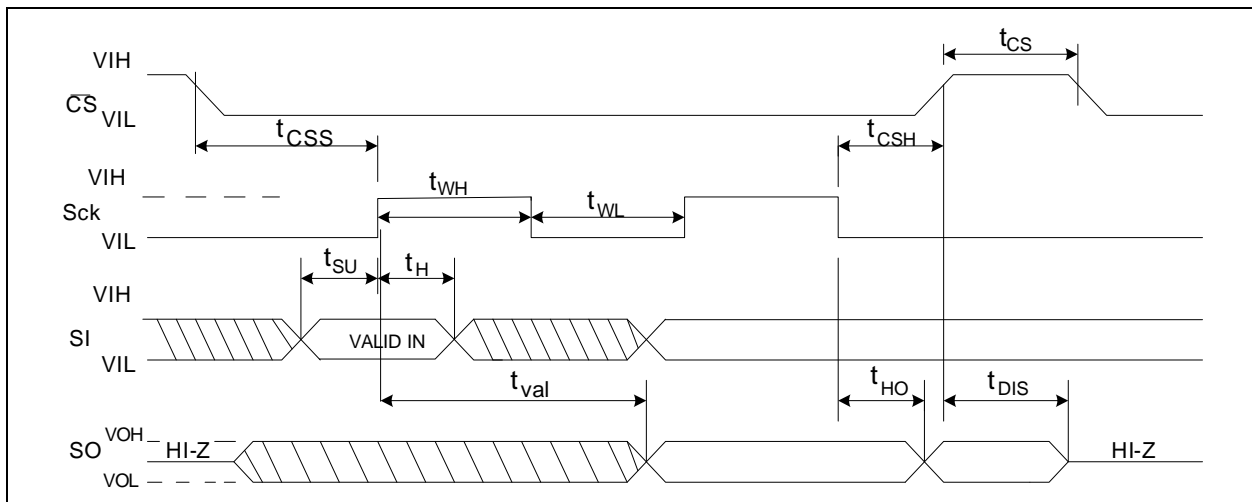 VIH
tCS
C̅S̅
VIL
tCSS
tCSH
VIH
tWH
Sck
tWL
VIL
tSU
tH
VIH
SI
VALID IN
VIL
tval
tHO
tDIS
VOH
SO
HI-Z
HI-Z
VOL